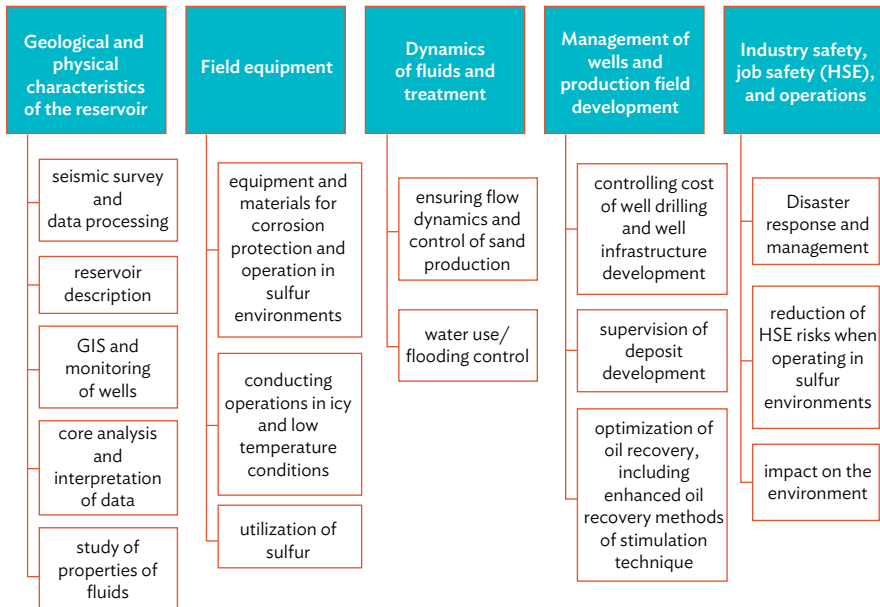 Geological and
physical
characteristics
of the reservoir
seismic survey
and
data processing
reservoir
description
GIS and
monitoring
of wells
core analysis
and
interpretation
of data
study of
properties of
fluids
Field equipment
equipment and
materials for
corrosion
protection and
operation in
sulfur
environments
conducting
operations in icy
and low
temperature
conditions
utilization of
sulfur
Dynamics
of fluids and
treatment
ensuring flow
dynamics and
control of sand
production
water use/
flooding control
Management of
wells and
production field
development
controlling cost
of well drilling
and well
infrastructure
development
supervision of
deposit
development
optimization of
oil recovery,
including
enhanced oil
recovery methods
of stimulation
technique
Industry safety,
job safety (HSE),
and operations
Disaster
response and
management
reduction of
HSE risks when
operating in
sulfur
environments
impact on the
environment